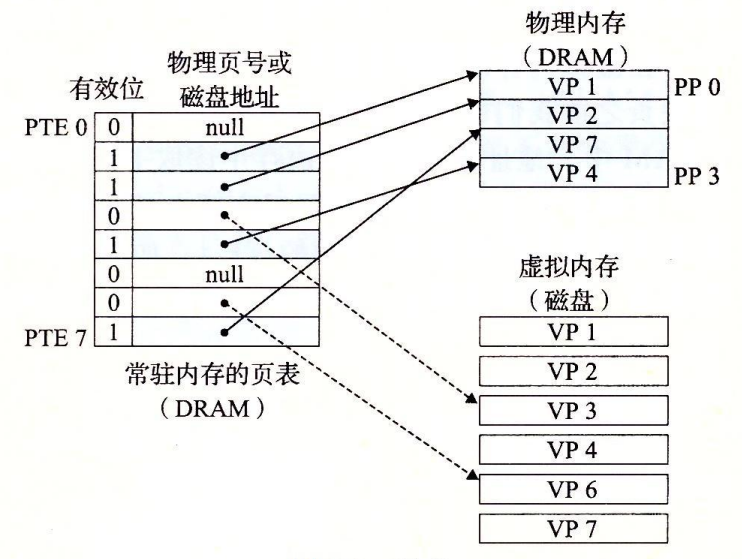 物理页号或
磁盘地址
有效位
PTE 0 0 null
1
1
0
1
0 null
0
PTE 7 1
常驻内存的页表
（DRAM）
物理内存
（DRAM）
VP 1 PP 0
VP 2
VP 7
VP 4 PP 3
虚拟内存
（磁盘）
VP 1
VP 2
VP 3
VP 4
VP 6
VP 7